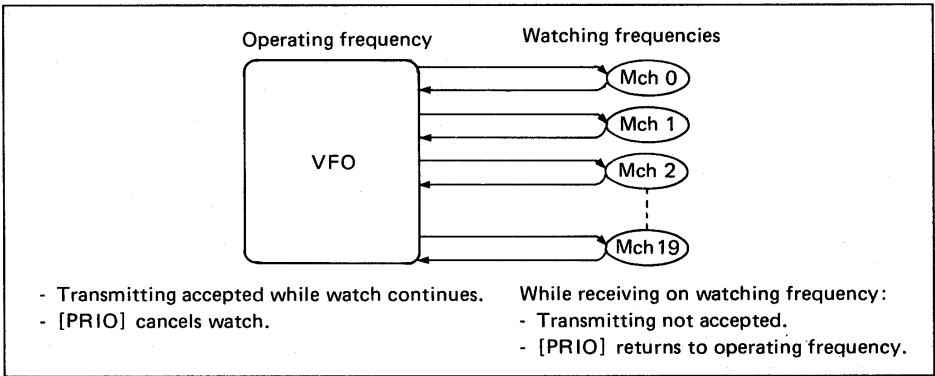 Operating frequency
Watching frequencies
VFO
Mch 0
Mch 1
Mch 2
Mch 19
- Transmitting accepted while watch continues.
- [PRIO] cancels watch.
While receiving on watching frequency:
- Transmitting not accepted.
- [PRIO] returns to operating frequency.